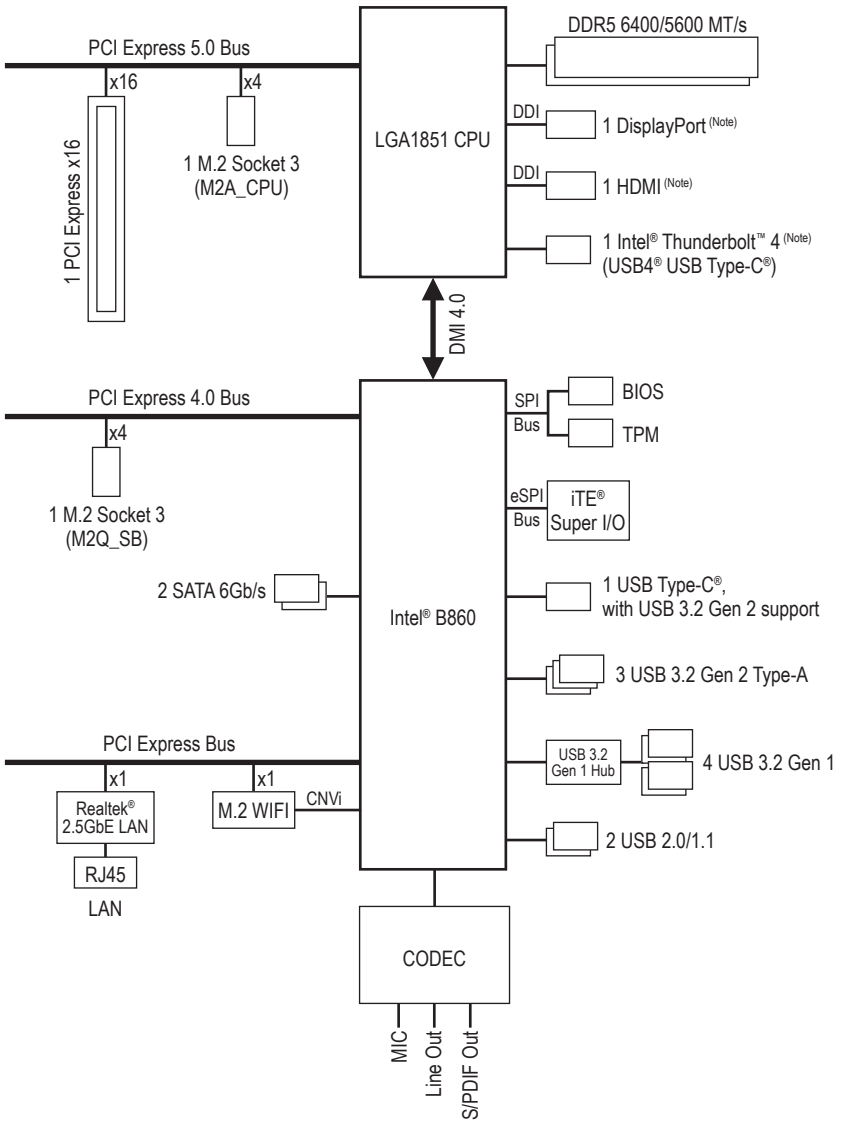 DDR5 6400/5600 MT/s
PCI Express 5.0 Bus
x16
x4
1 PCI Express x16
1 M.2 Socket 3
(M2A_CPU)
LGA1851 CPU
DDI
1 DisplayPort (Note)
DDI
1 HDMI (Note)
1 Intel® Thunderbolt™ 4 (Note)
(USB4® USB Type-C®)
DMI 4.0
PCI Express 4.0 Bus
x4
1 M.2 Socket 3
(M2Q_SB)
2 SATA 6Gb/s
Intel® B860
SPI
Bus
BIOS
TPM
eSPI
Bus
iTE®
Super I/O
1 USB Type-C®,
with USB 3.2 Gen 2 support
3 USB 3.2 Gen 2 Type-A
USB 3.2
Gen 1 Hub
4 USB 3.2 Gen 1
2 USB 2.0/1.1
PCI Express Bus
x1
x1
Realtek®
2.5GbE LAN
M.2 WIFI
CNVi
RJ45
LAN
CODEC
MIC
Line Out
S/PDIF Out